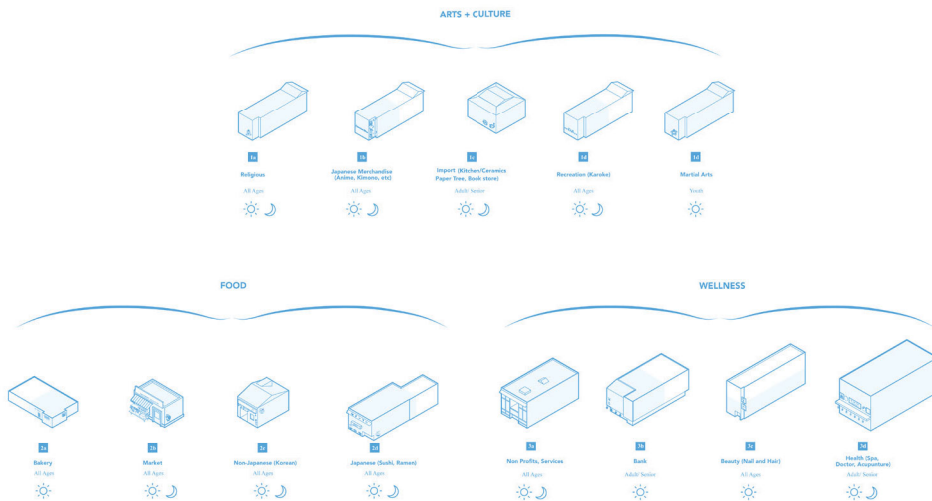 ARTS + CULTURE
1a
1b
1c
1d
1d
Religious
Japanese Merchandise
(Anime, Kimono, etc)
Import (Kitchen/Ceramics
Paper Tree, Book store)
Recreation (Karoke)
Martial Arts
All Ages
All Ages
Adult/ Senior
All Ages
Youth
FOOD
WELLNESS
2a
2b
2c
2d
3a
3b
3c
3d
Bakery
Market
Non-Japanese (Korean)
Japanese (Sushi, Ramen)
Non Profits, Services
Bank
Beauty (Nail and Hair)
Health (Spa,
Doctor, Acupunture)
All Ages
All Ages
All Ages
All Ages
All Ages
Adult/ Senior
All Ages
Adult/ Senior